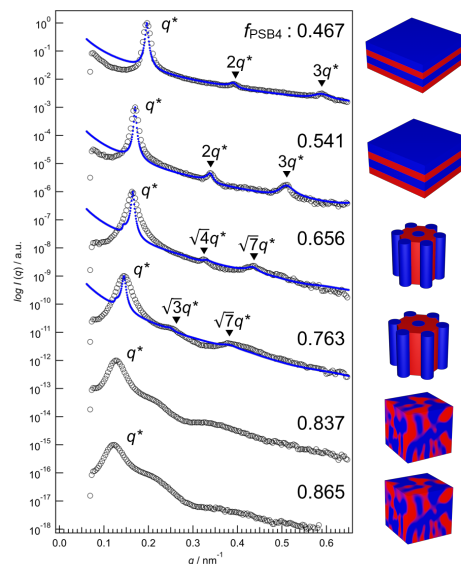 q* f_PSB4 : 0.467
2q* 3q*
q* 0.541
2q* 3q*
q* 0.656
√4q* √7q*
q* 0.763
√3q* √7q*
q* 0.837
q* 0.865
log I (q) / a.u.
10^0
10^-1
10^-2
10^-3
10^-4
10^-5
10^-6
10^-7
10^-8
10^-9
10^-10
10^-11
10^-12
10^-13
10^-14
10^-15
10^-16
10^-17
10^-18
0.0 0.1 0.2 0.3 0.4 0.5 0.6
q / nm^-1